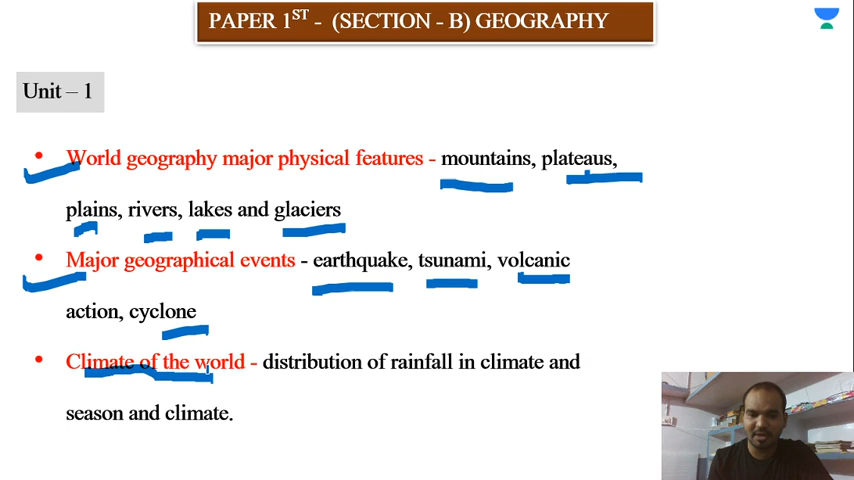 PAPER 1ST - (SECTION - B) GEOGRAPHY
Unit – 1
• World geography major physical features - mountains, plateaus,
plains, rivers, lakes and glaciers
• Major geographical events - earthquake, tsunami, volcanic
action, cyclone
• Climate of the world - distribution of rainfall in climate and
season and climate.